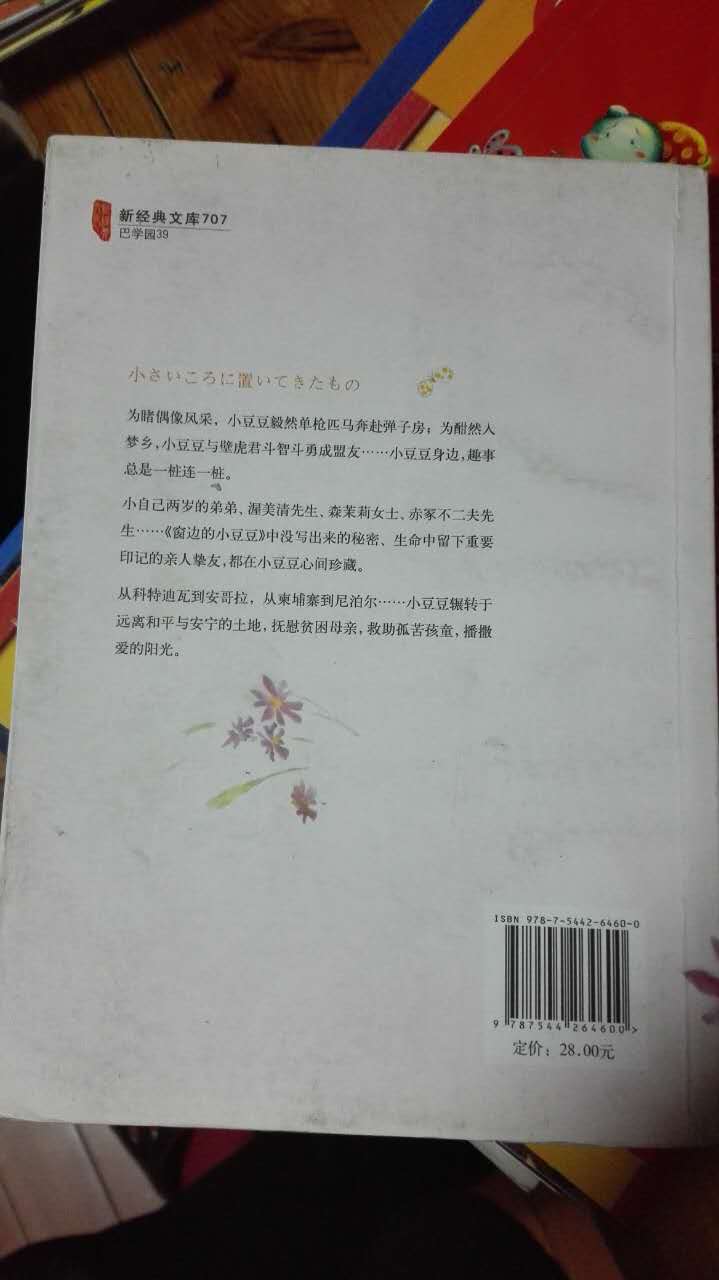 新经典文库707
巴学园39
小さいころに置いてきたもの
为睹偶像风采，小豆豆毅然单枪匹马奔赴弹子房；为酣然入
梦乡，小豆豆与壁虎君斗智斗勇成盟友……小豆豆身边，趣事
总是一桩连一桩。
小自己两岁的弟弟、渥美清先生、森茉莉女士、赤冢不二夫先
生……《窗边的小豆豆》中没写出来的秘密、生命中留下重要
印记的亲人挚友，都在小豆豆心间珍藏。
从科特迪瓦到安哥拉，从柬埔寨到尼泊尔……小豆豆辗转于
远离和平与安宁的土地，抚慰贫困母亲，救助孤苦孩童，播撒
爱的阳光。
ISBN 978-7-5442-6460-0
9 787544 264600>
定价：28.00元